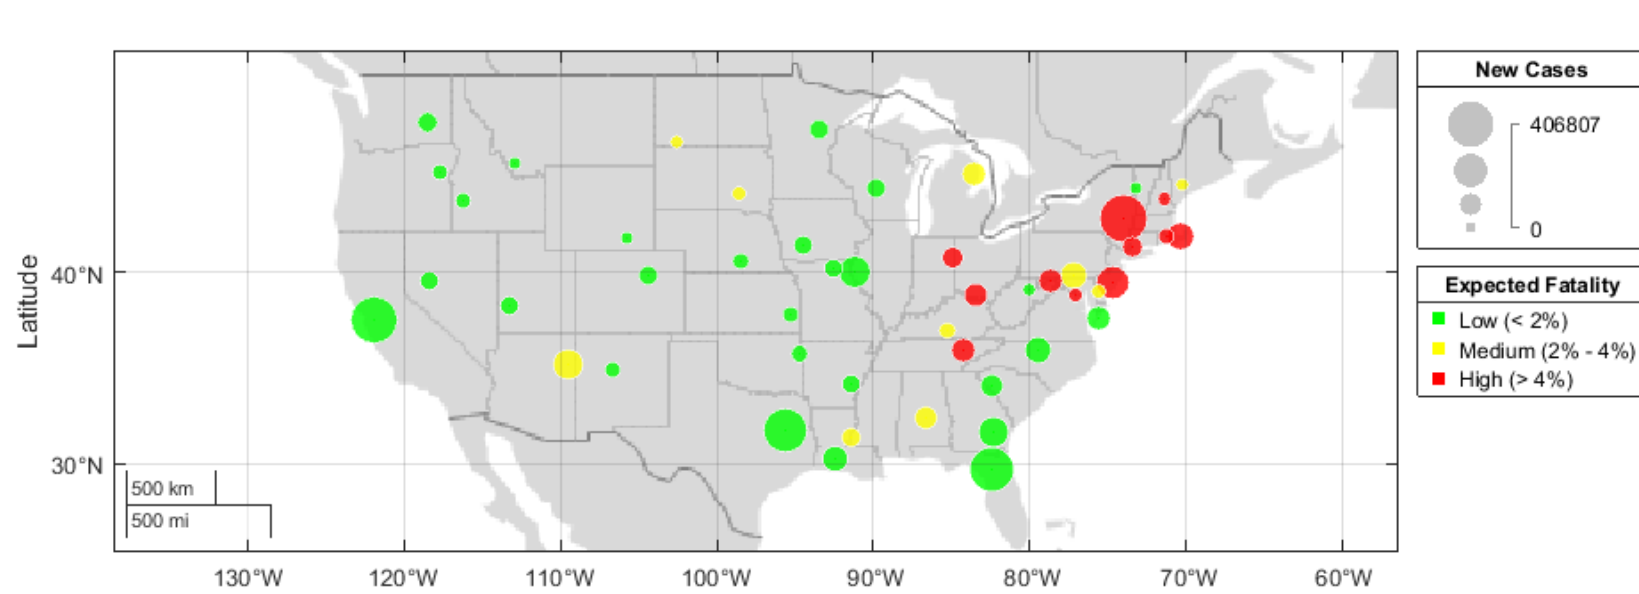 New Cases
406807
0
Expected Fatality
Low (< 2%)
Medium (2% - 4%)
High (> 4%)
Latitude
40°N
30°N
500 km
500 mi
130°W 120°W 110°W 100°W 90°W 80°W 70°W 60°W